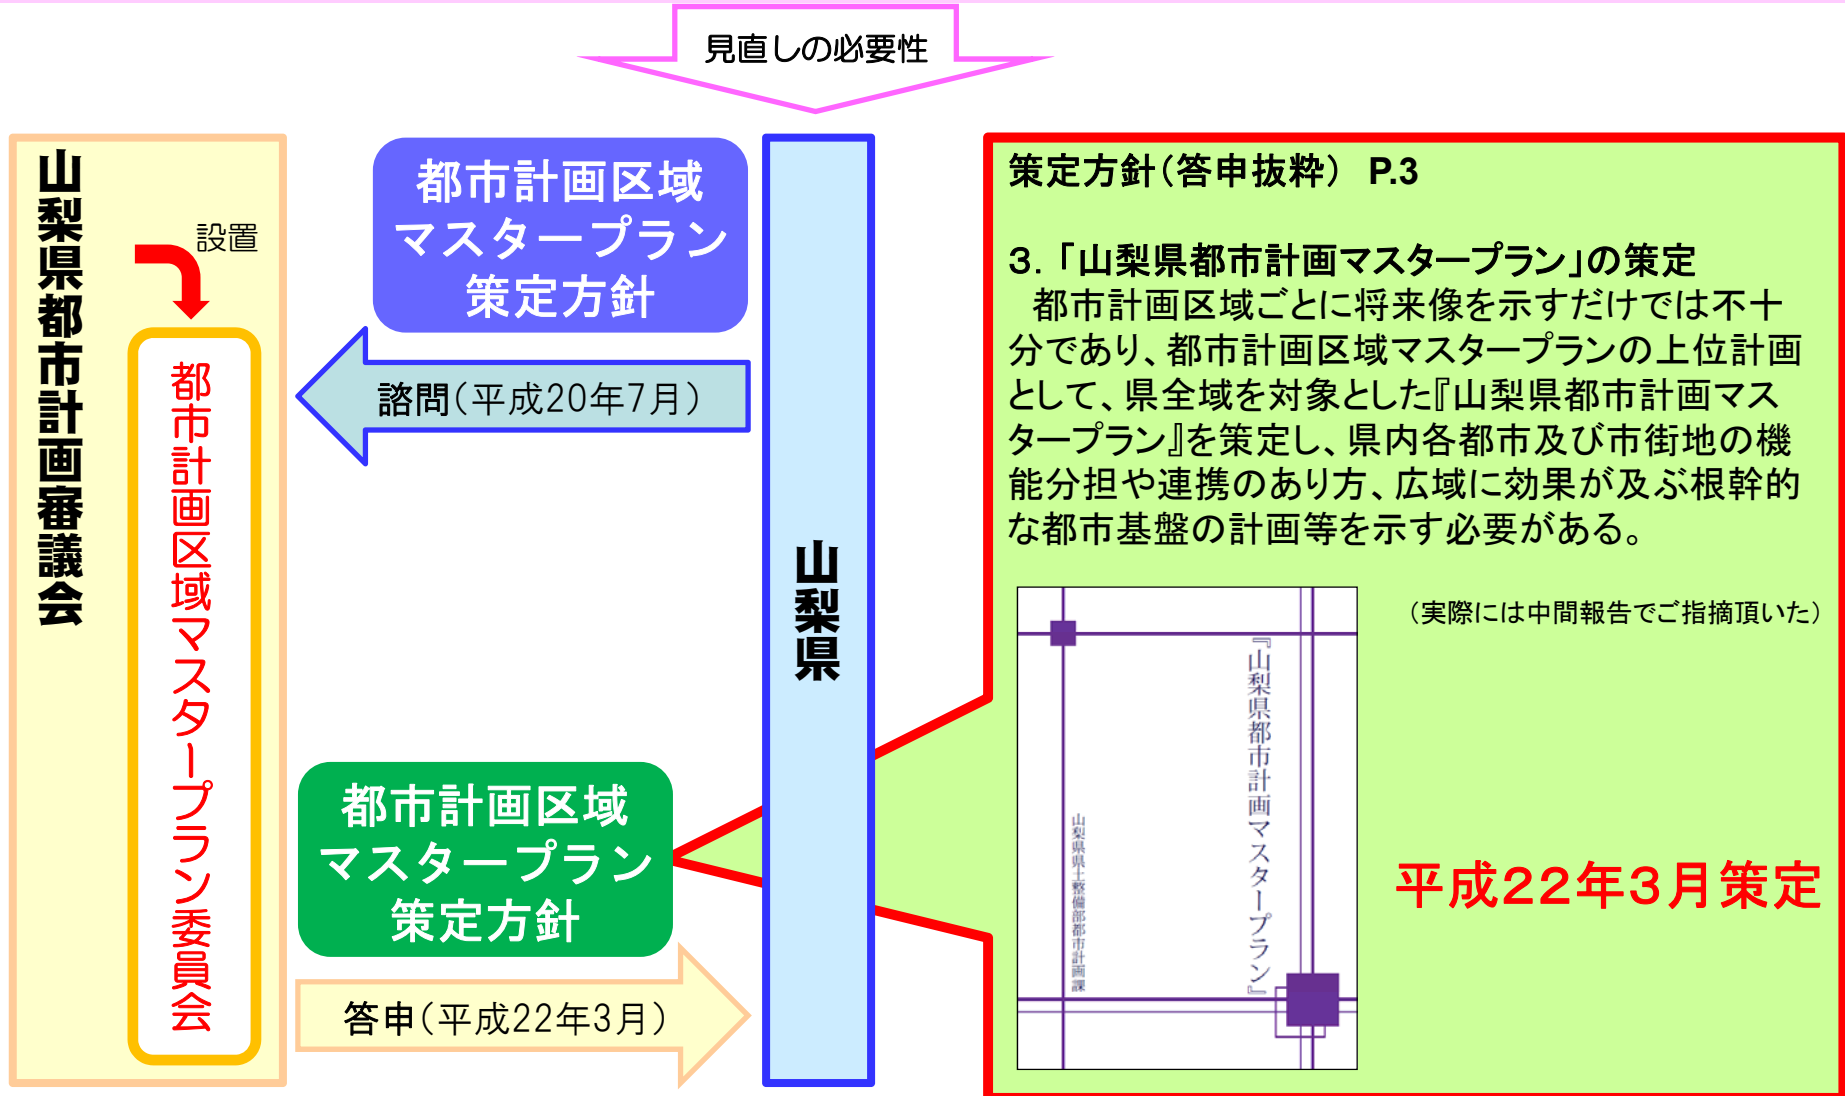 見直しの必要性
山梨県都市計画審議会
設置
都市計画区域マスタープラン委員会
都市計画区域
マスタープラン
策定方針
諮問(平成20年7月)
都市計画区域
マスタープラン
策定方針
答申(平成22年3月)
山梨県
策定方針(答申抜粋) P.3
3.「山梨県都市計画マスタープラン」の策定
都市計画区域ごとに将来像を示すだけでは不十
分であり、都市計画区域マスタープランの上位計画
として、県全域を対象とした『山梨県都市計画マス
タープラン』を策定し、県内各都市及び市街地の機
能分担や連携のあり方、広域に効果が及ぶ根幹的
な都市基盤の計画等を示す必要がある。
(実際には中間報告でご指摘頂いた)
『山梨県都市計画マスタープラン』
山梨県県土整備部都市計画課
平成22年3月策定